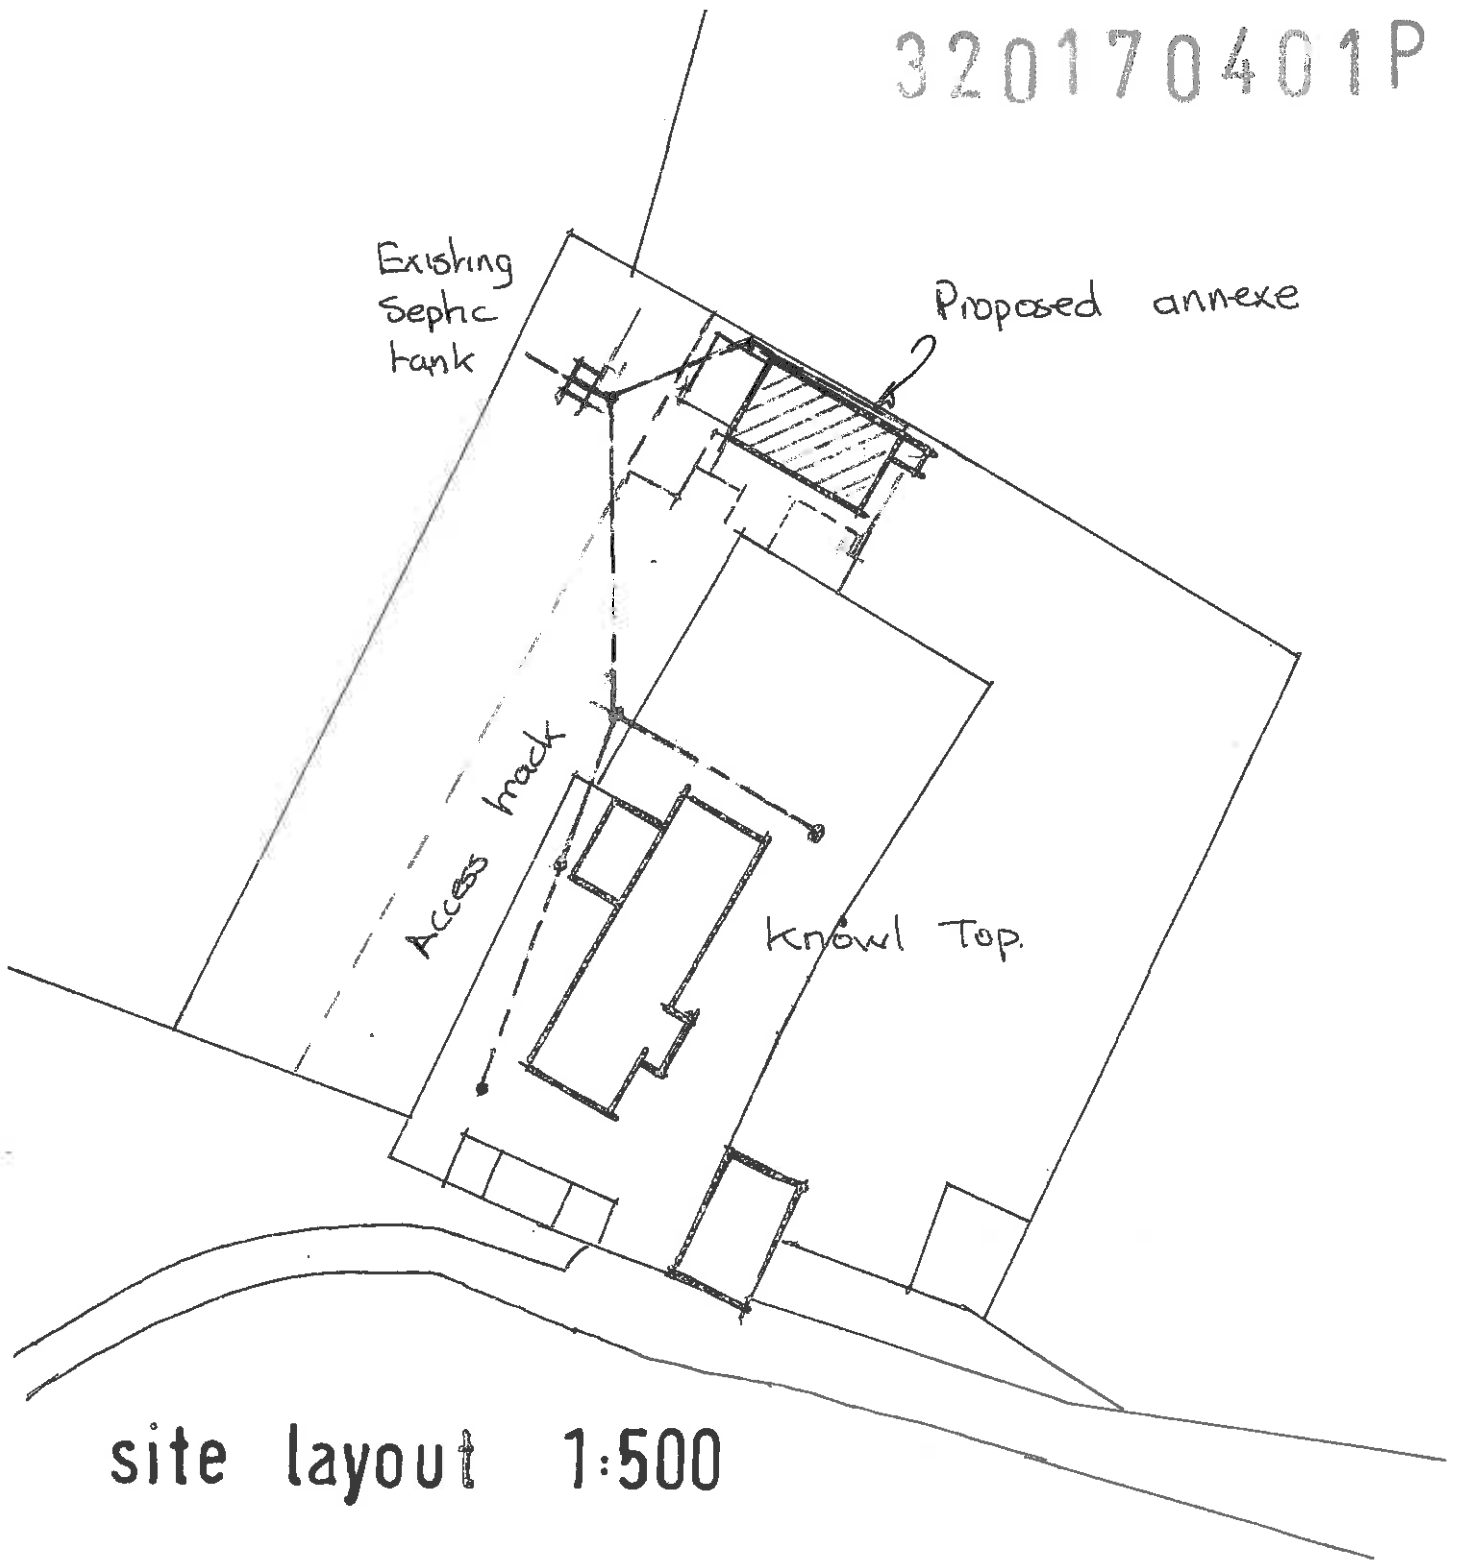 320170401P
Existing
septic
tank
Proposed annexe
Access track
Knowl Top.
site layout 1:500